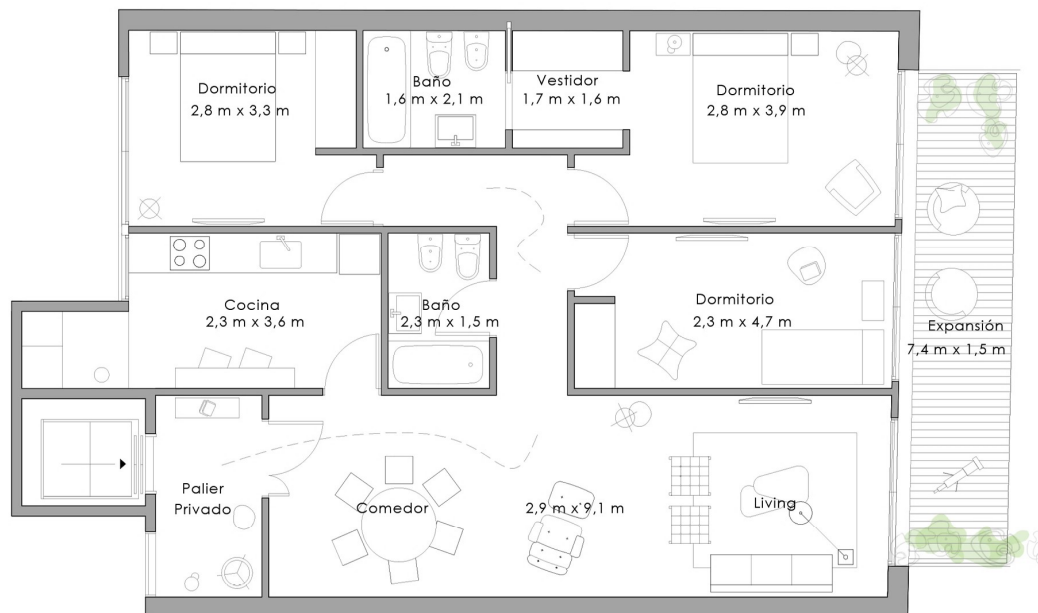 Dormitorio
2,8 m x 3,3 m
Baño
1,6 m x 2,1 m
Vestidor
1,7 m x 1,6 m
Dormitorio
2,8 m x 3,9 m
Cocina
2,3 m x 3,6 m
Baño
2,3 m x 1,5 m
Dormitorio
2,3 m x 4,7 m
Expansión
7,4 m x 1,5 m
Palier
Privado
Comedor
2,9 m x 9,1 m
Living